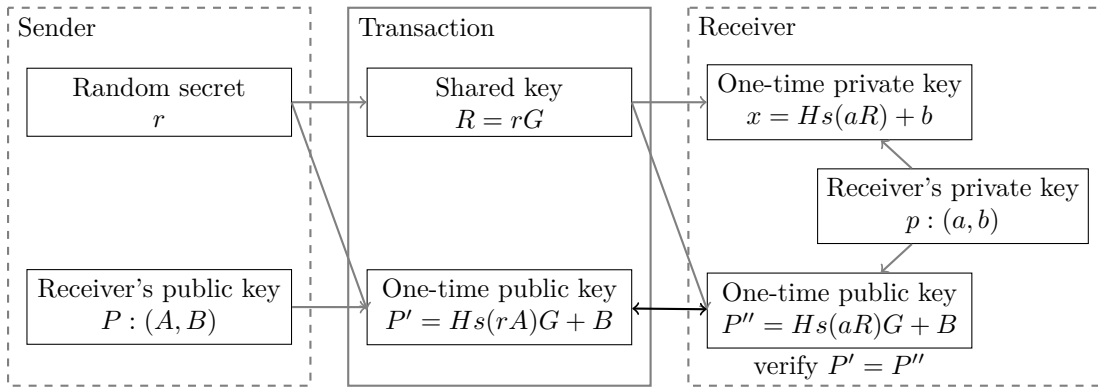 Sender
Random secret
r
Receiver's public key
P : (A, B)
Transaction
Shared key
R = rG
One-time public key
P′ = Hs(rA)G + B
Receiver
One-time private key
x = Hs(aR) + b
Receiver's private key
p : (a, b)
One-time public key
P′′ = Hs(aR)G + B
verify P′ = P′′